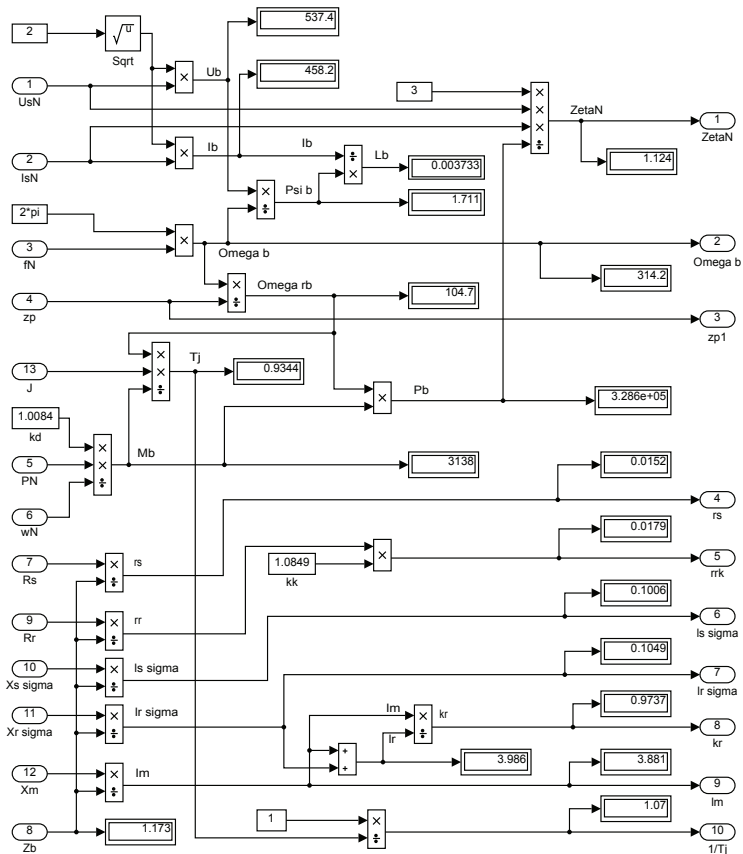 2
√u
Sqrt
537.4
1
UsN
×
Ub
458.2
3
×
×
×
÷
ZetaN
1
ZetaN
2
IsN
×
Ib
Ib
÷
×
Lb
0.003733
1.124
×
÷
Psi b
1.711
2*pi
3
fN
×
Omega b
2
Omega b
314.2
4
zp
×
÷
Omega rb
104.7
3
zp1
13
J
×
×
÷
Tj
0.9344
1.0084
kd
×
Pb
3.286e+05
5
PN
×
×
÷
Mb
3138
6
wN
0.0152
4
rs
7
Rs
×
÷
rs
1.0849
kk
×
0.0179
5
rrk
9
Rr
×
÷
rr
0.1006
6
ls sigma
10
Xs sigma
×
÷
ls sigma
0.1049
7
lr sigma
11
Xr sigma
×
÷
lr sigma
lm
lr
×
÷
kr
0.9737
8
kr
+
+
3.986
3.881
12
Xm
×
÷
lm
9
lm
8
Zb
1.173
1
×
÷
1.07
10
1/Tj